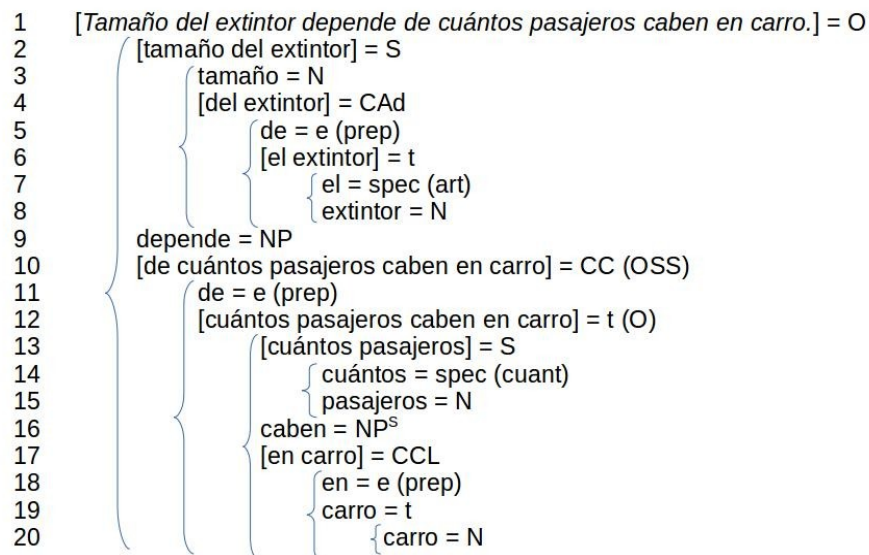 1 [Tamaño del extintor depende de cuántos pasajeros caben en carro.] = O
2 [tamaño del extintor] = S
3 tamaño = N
4 [del extintor] = CAd
5 de = e (prep)
6 [el extintor] = t
7 el = spec (art)
8 extintor = N
9 depende = NP
10 [de cuántos pasajeros caben en carro] = CC (OSS)
11 de = e (prep)
12 [cuántos pasajeros caben en carro] = t (O)
13 [cuántos pasajeros] = S
14 cuántos = spec (cuant)
15 pasajeros = N
16 caben = NPˢ
17 [en carro] = CCL
18 en = e (prep)
19 carro = t
20 carro = N